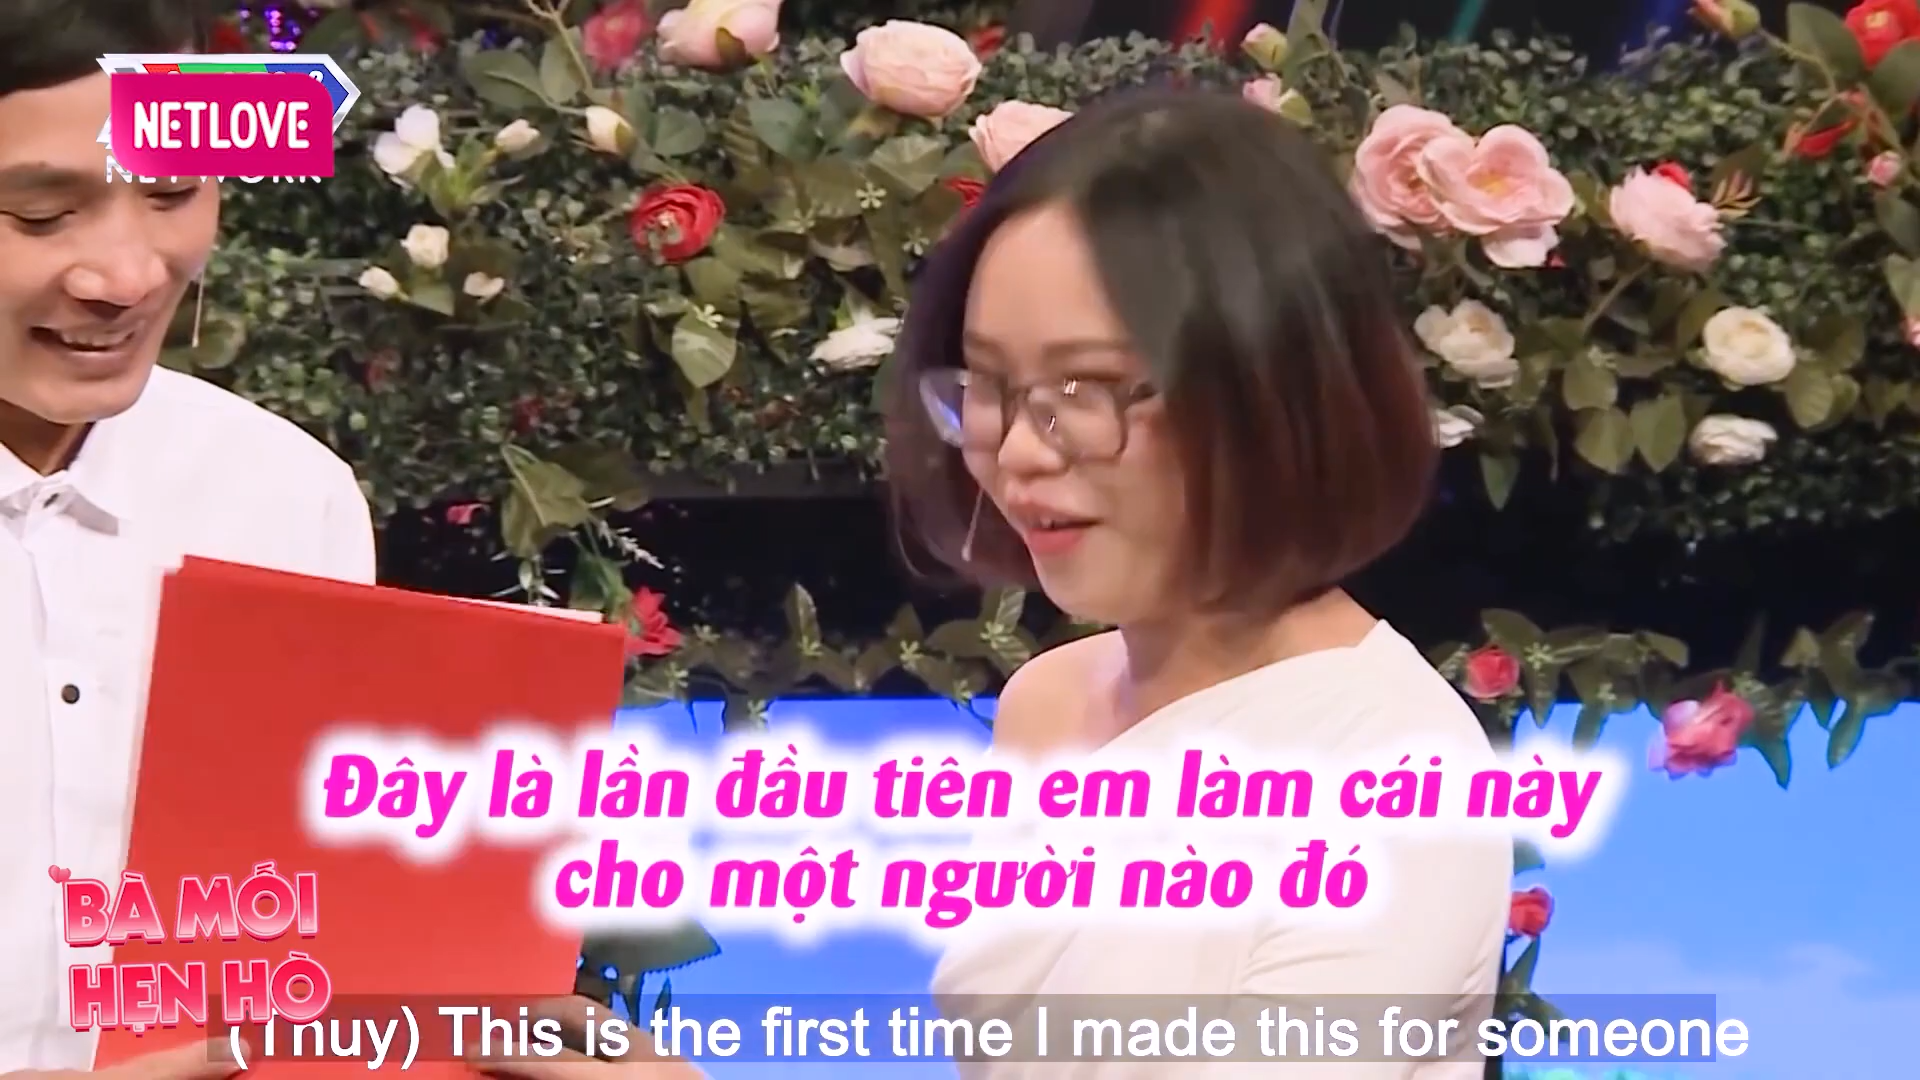 NETLOVE
NETWORK
Đây là lần đầu tiên em làm cái này
cho một người nào đó
BÀ MỐI
HẸN HÒ
(Thuy) This is the first time I made this for someone